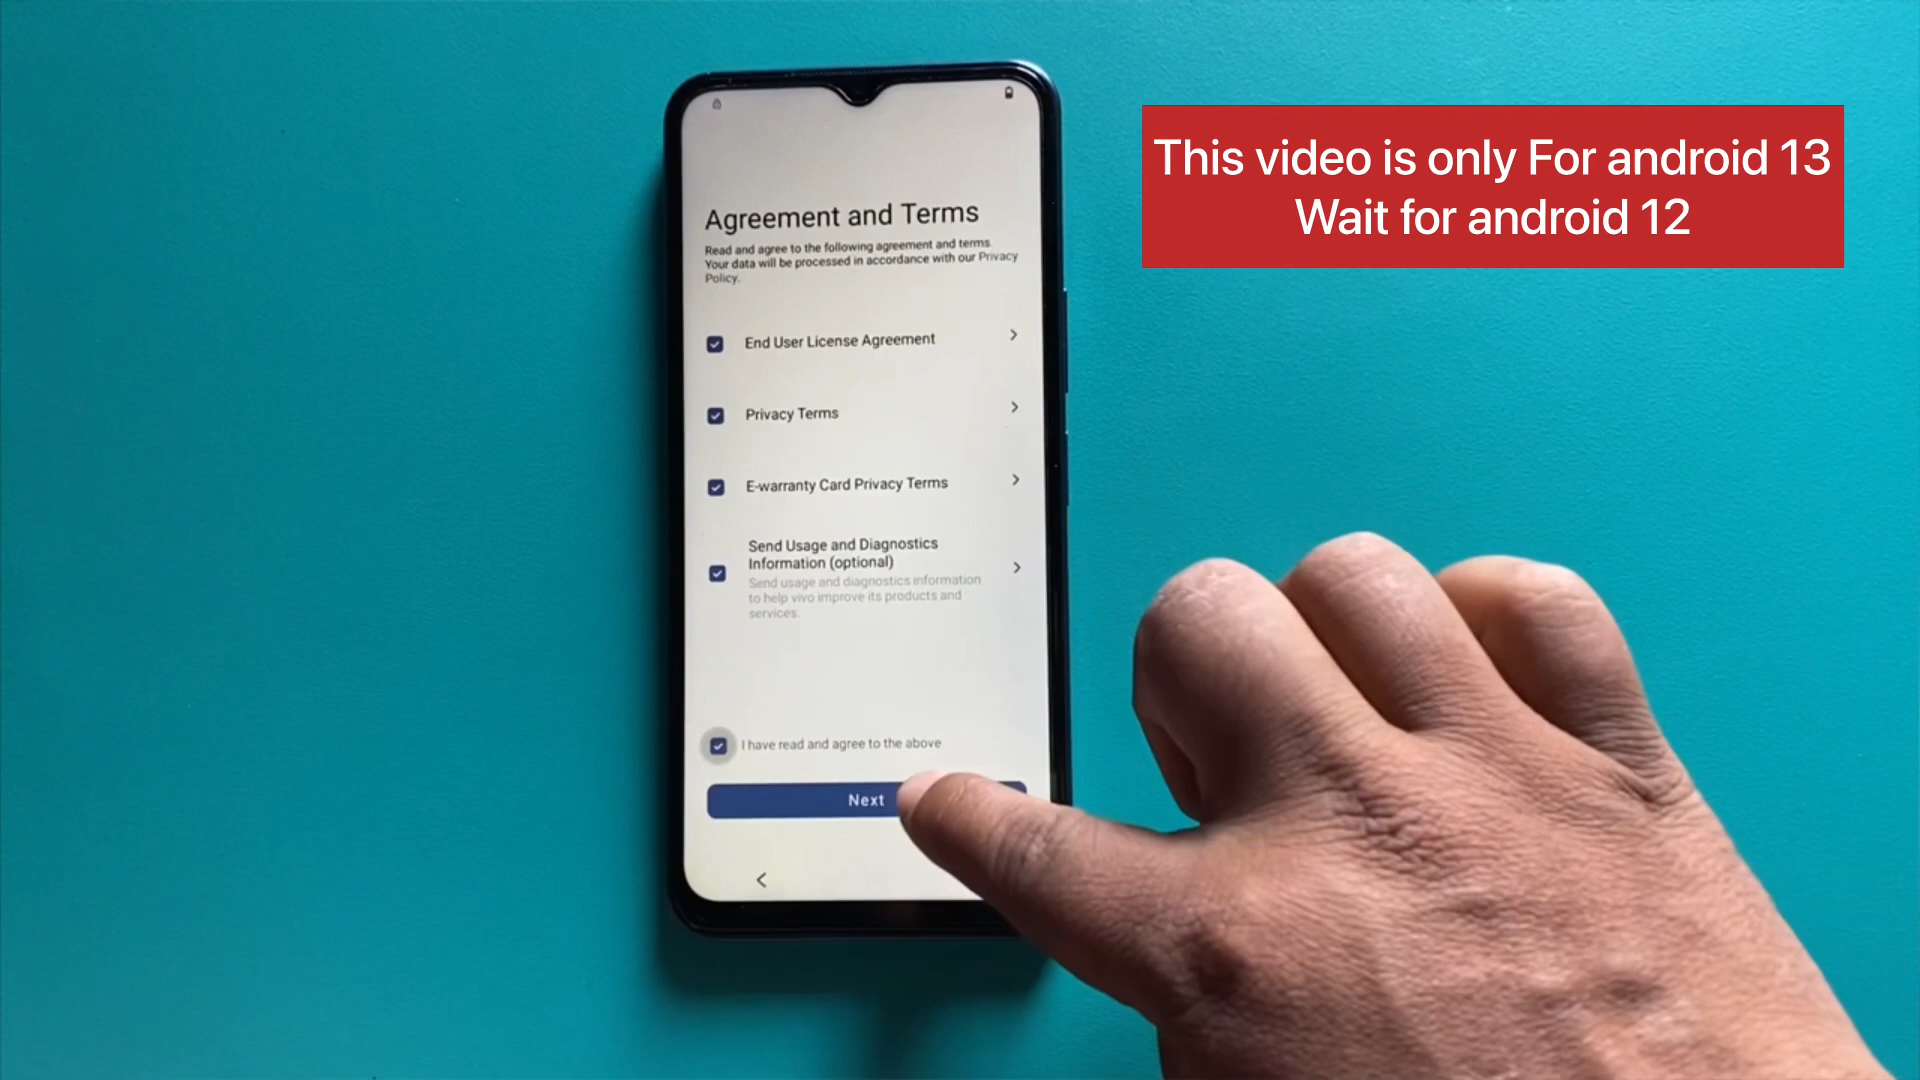 This video is only For android 13
Wait for android 12
Agreement and Terms
Read and agree to the following agreement and terms.
Your data will be processed in accordance with our Privacy
Policy.
End User License Agreement
Privacy Terms
E-warranty Card Privacy Terms
Send Usage and Diagnostics
Information (optional)
Send usage and diagnostics information
to help vivo improve its products and
services.
I have read and agree to the above
Next